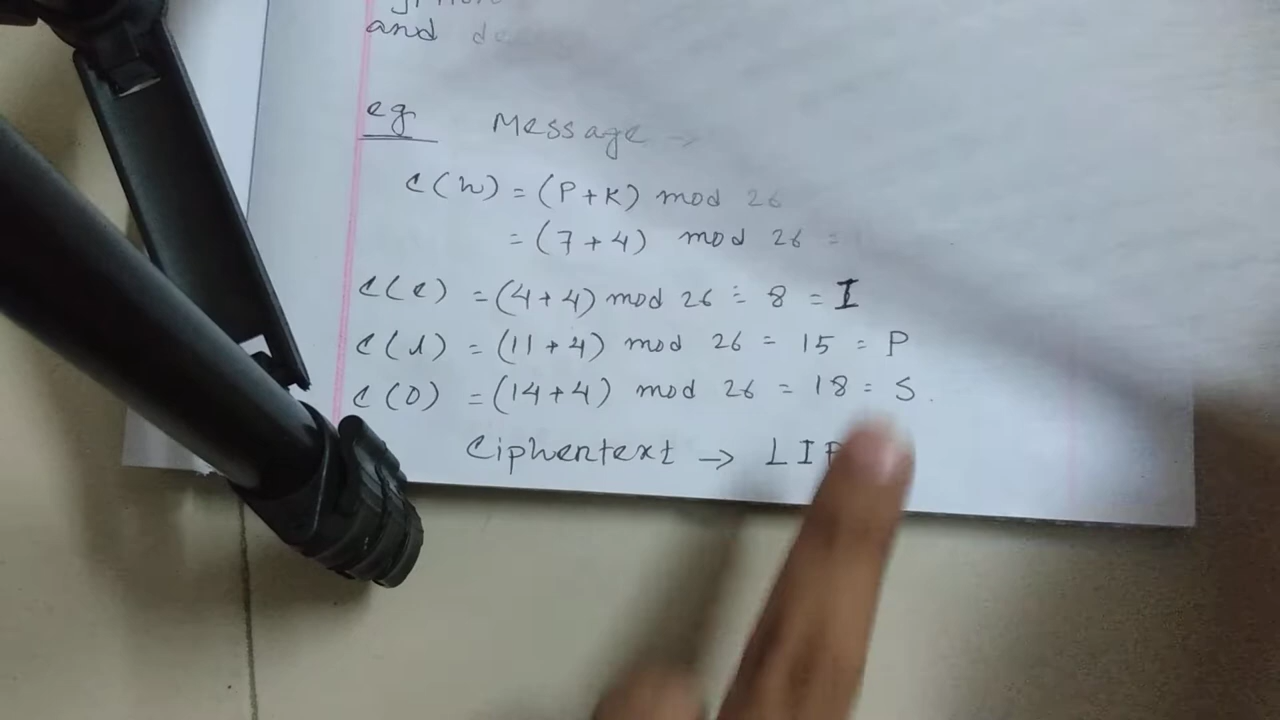 and
eg Message →
C(h) = (P+K) mod 26
= (7+4) mod 26 =
C(e) = (4+4) mod 26 = 8 = I
C(l) = (11+4) mod 26 = 15 = P
C(o) = (14+4) mod 26 = 18 = S.
Ciphertext → LIP